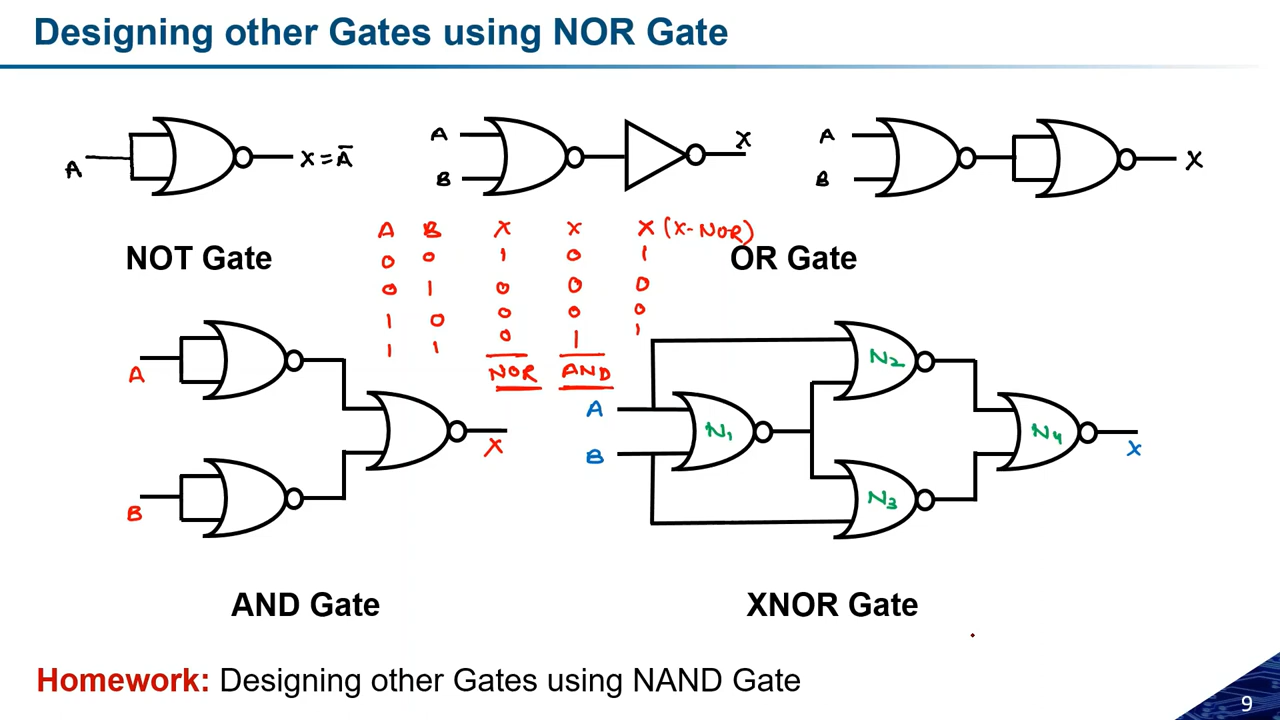 Designing other Gates using NOR Gate
A
X = Ā
A
B
X
A
B
X
NOT Gate
OR Gate
A B X X X (X-NOR)
0 0 1 0 1
0 1 0 0 0
1 0 0 0 0
1 1 0 1 1
NOR AND
A
B
X
A
B
N1
N2
N3
N4
X
AND Gate
XNOR Gate
Homework: Designing other Gates using NAND Gate
9